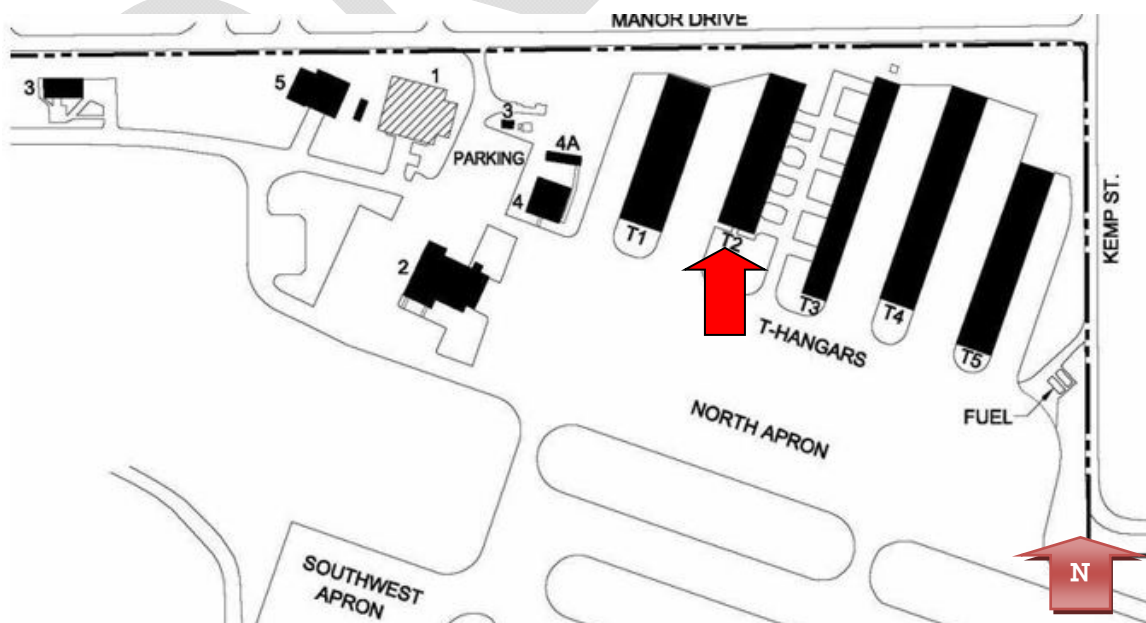 MANOR DRIVE
3
5
1
3
PARKING
4A
4
2
T1
T2
T3
T4
T5
T-HANGARS
KEMP ST.
FUEL
NORTH APRON
SOUTHWEST
APRON
N